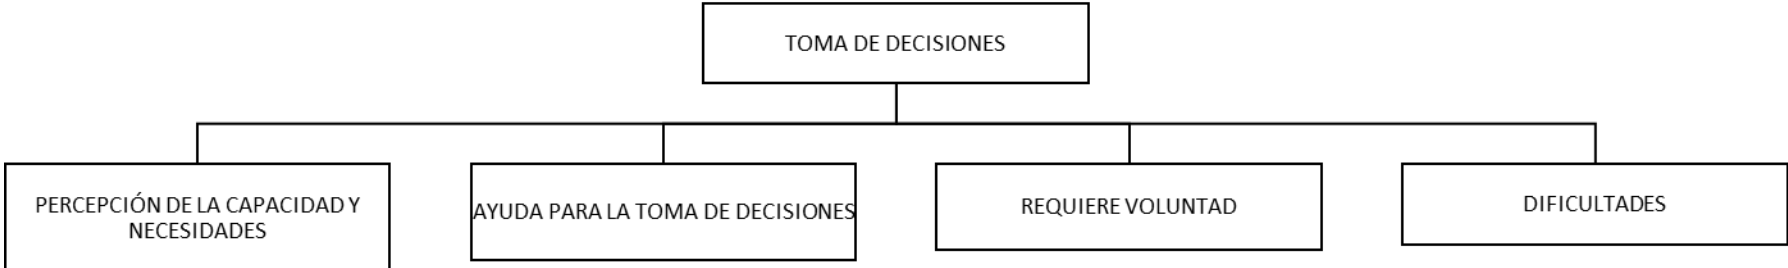 TOMA DE DECISIONES
PERCEPCIÓN DE LA CAPACIDAD Y
NECESIDADES
AYUDA PARA LA TOMA DE DECISIONES
REQUIERE VOLUNTAD
DIFICULTADES